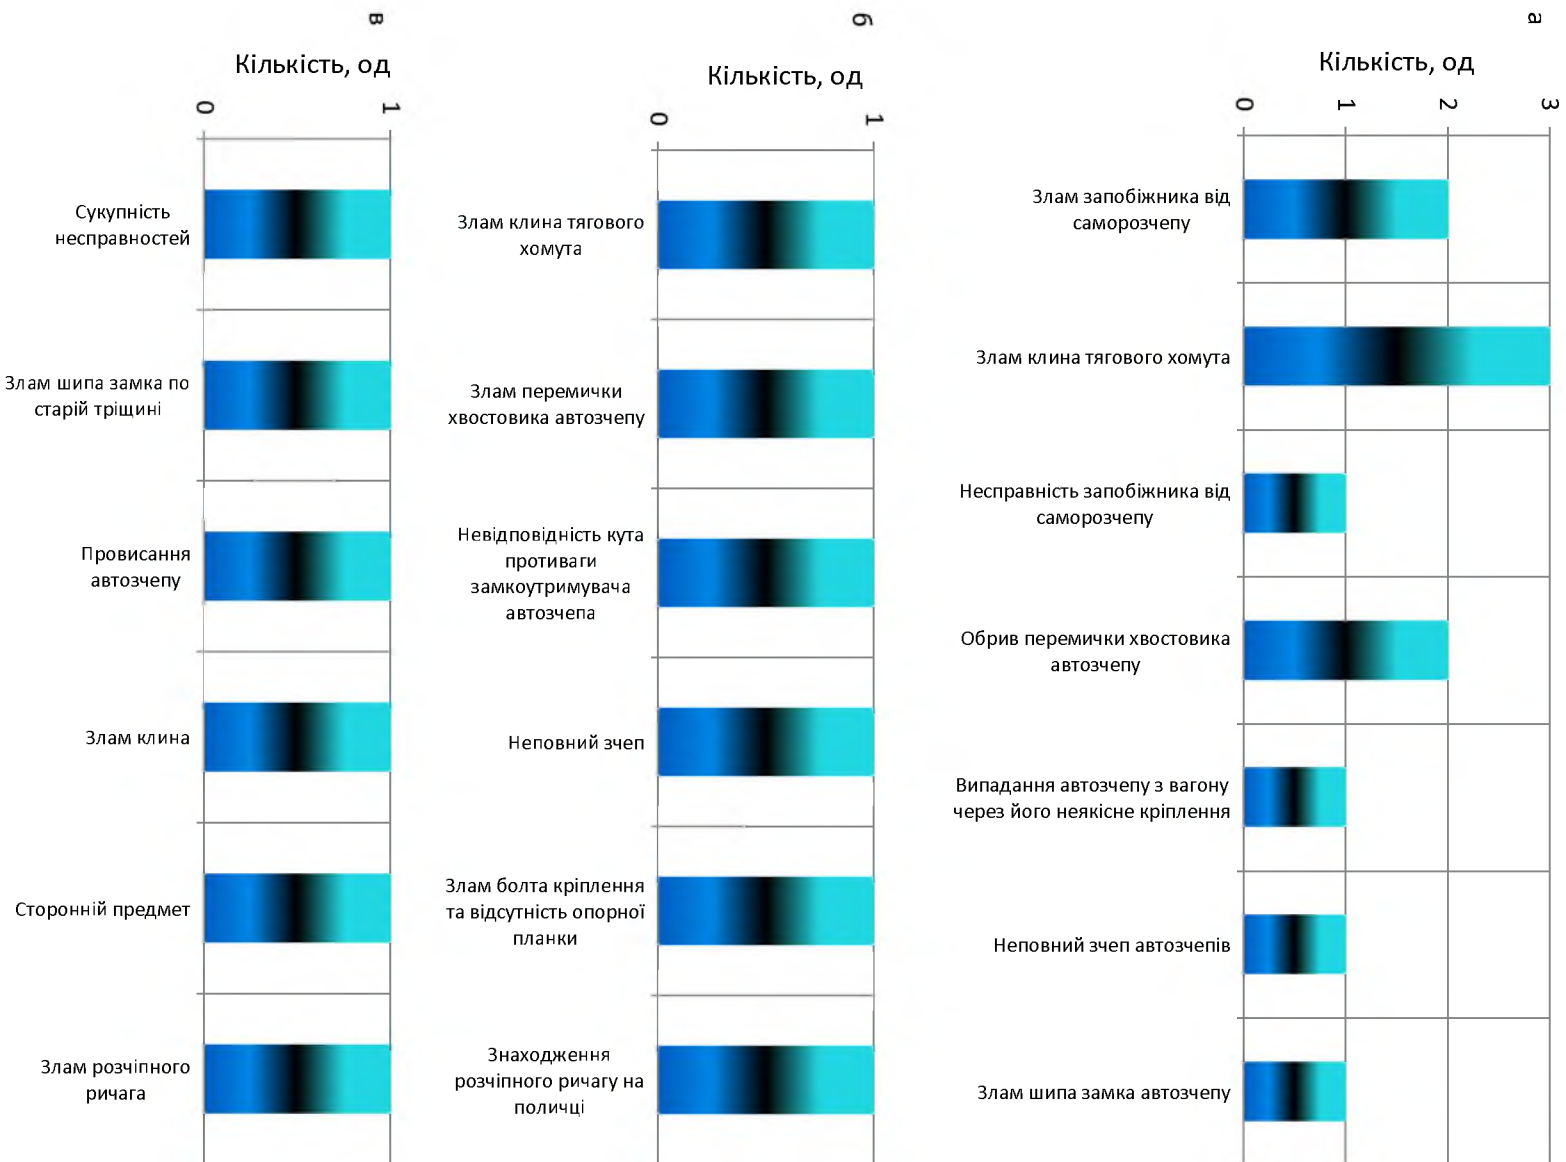 а
Кількість, од
0 1 2 3
Злам запобіжника від
саморозчепу
Злам клина тягового хомута
Несправність запобіжника від
саморозчепу
Обрив перемички хвостовика
автозчепу
Випадання автозчепу з вагону
через його неякісне кріплення
Неповний зчеп автозчепів
Злам шипа замка автозчепу
б
Кількість, од
0 1
Злам клина тягового
хомута
Злам перемички
хвостовика автозчепу
Невідповідність кута
противаги
замкоутримувача
автозчепа
Неповний зчеп
Злам болта кріплення
та відсутність опорної
планки
Знаходження
розчіпного ричагу на
поличці
в
Кількість, од
0 1
Сукупність
несправностей
Злам шипа замка по
старій тріщині
Провисання
автозчепу
Злам клина
Сторонній предмет
Злам розчіпного
ричага